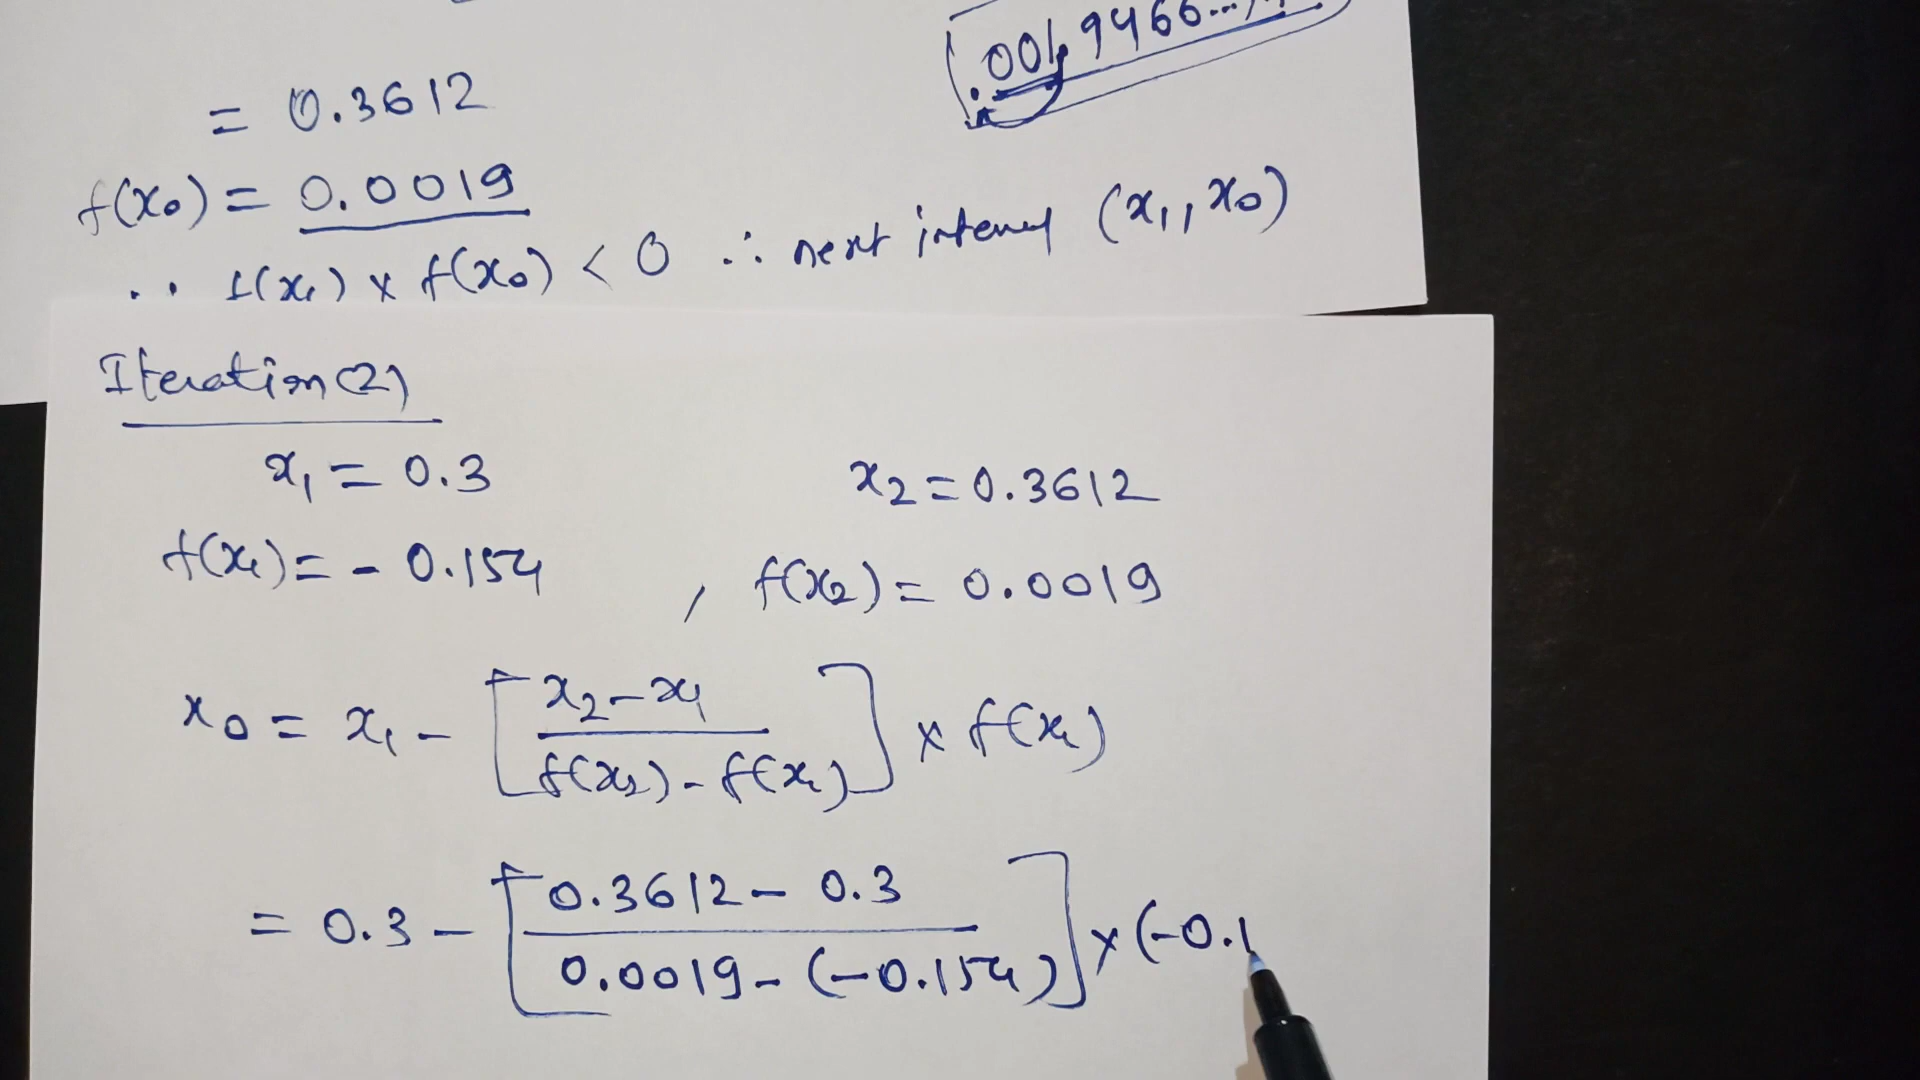 .0019466...
= 0.3612
f(x₀) = 0.0019
∴ f(x₁) × f(x₀) < 0 ∴ next interval (x₁, x₀)
Iteration (2)
x₁ = 0.3 x₂ = 0.3612
f(x₁) = - 0.154 , f(x₂) = 0.0019
x₀ = x₁ - [(x₂ - x₁) / (f(x₂) - f(x₁))] × f(x₁)
= 0.3 - [(0.3612 - 0.3) / (0.0019 - (-0.154))] × (-0.1